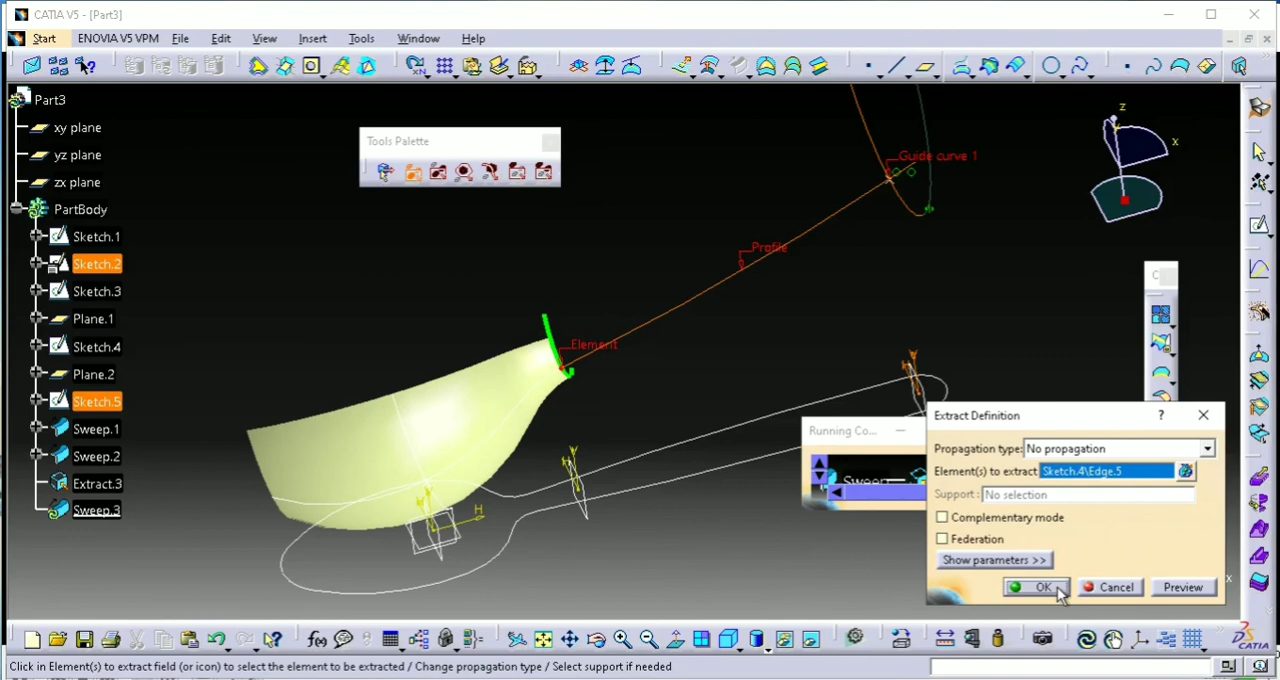 CATIA V5 - [Part3]
Start ENOVIA V5 VPM File Edit View Insert Tools Window Help
Part3
xy plane
yz plane
zx plane
PartBody
Sketch.1
Sketch.2
Sketch.3
Plane.1
Sketch.4
Plane.2
Sketch.5
Sweep.1
Sweep.2
Extract.3
Sweep.3
Tools Palette
Guide curve 1
Profile
Element
H
V
V
z
x
C
Running Co...
Sweep
Extract Definition ?
Propagation type: No propagation
Element(s) to extract Sketch.4\Edge.5
Support : No selection
Complementary mode
Federation
Show parameters >>
OK Cancel Preview
x
f(x)
CATIA
Click in Element(s) to extract field (or icon) to select the element to be extracted / Change propagation type / Select support if needed